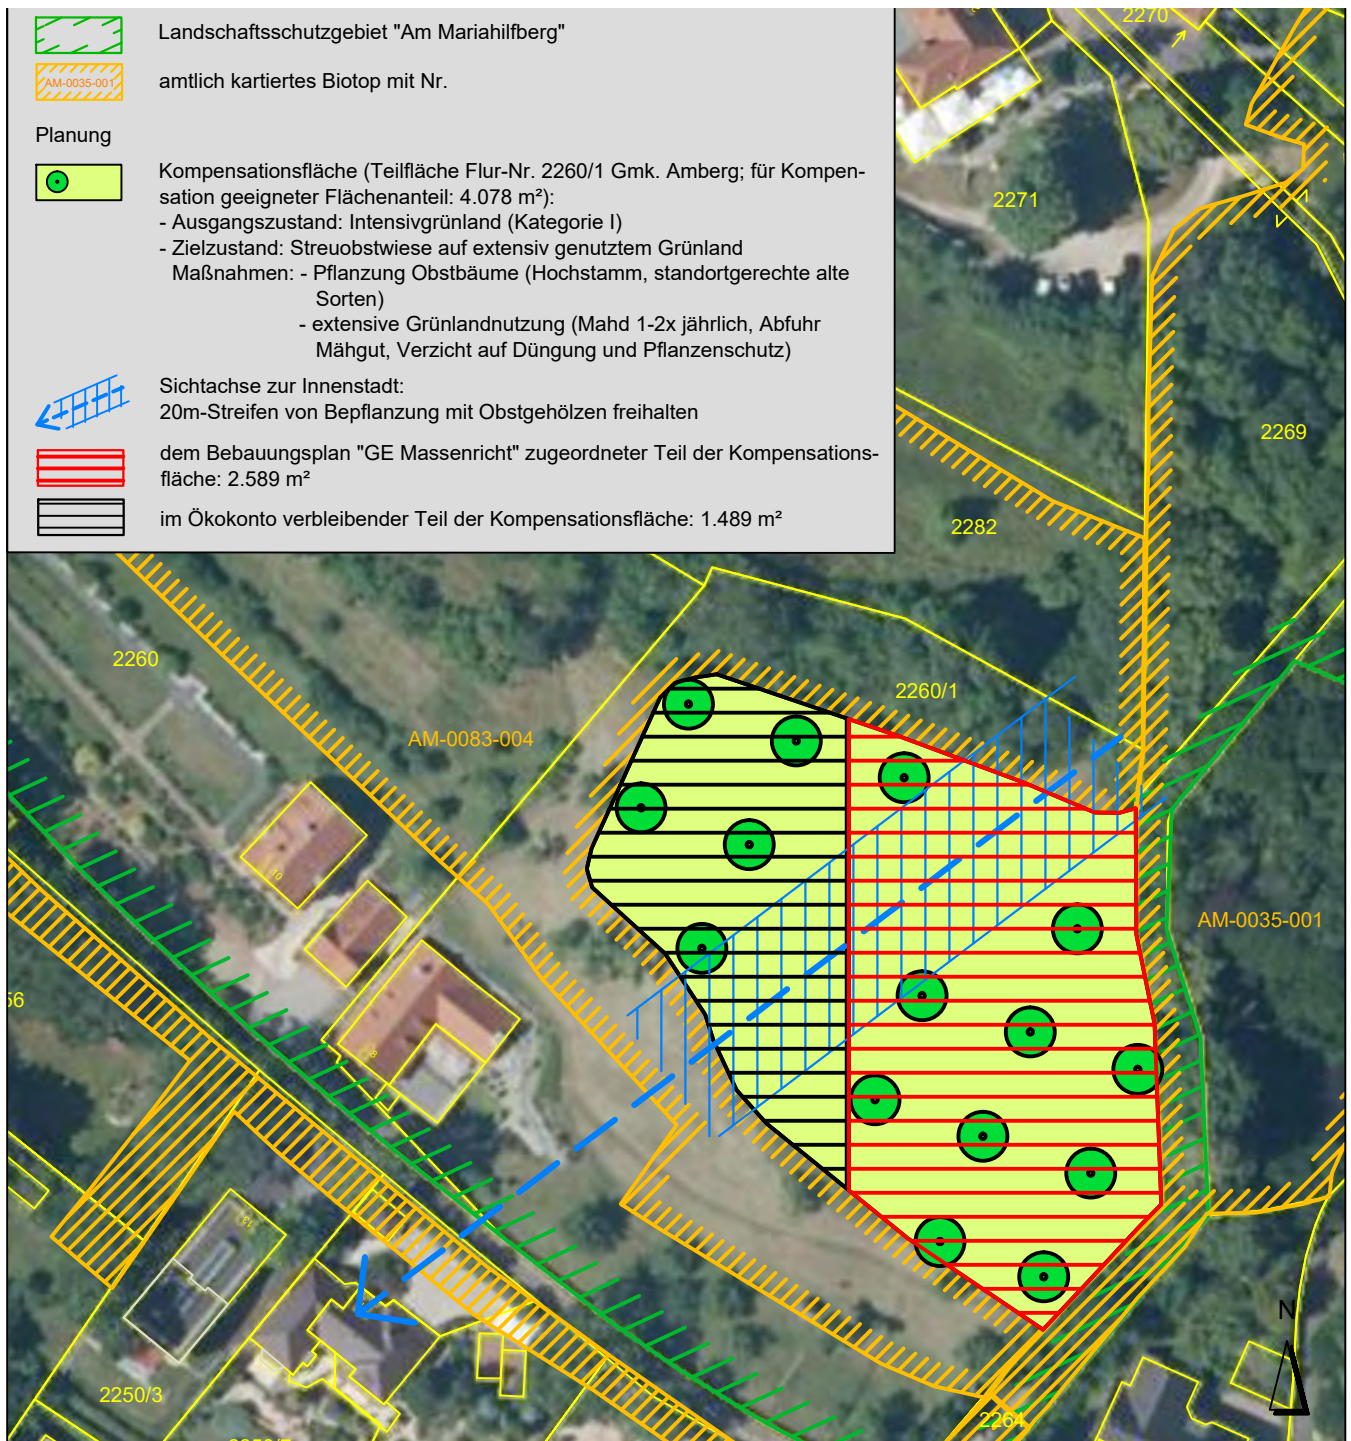 Landschaftsschutzgebiet "Am Mariahilfberg"
AM-0035-001
amtlich kartiertes Biotop mit Nr.
Planung
Kompensationsfläche (Teilfläche Flur-Nr. 2260/1 Gmk. Amberg; für Kompen-
sation geeigneter Flächenanteil: 4.078 m²):
- Ausgangszustand: Intensivgrünland (Kategorie I)
- Zielzustand: Streuobstwiese auf extensiv genutztem Grünland
Maßnahmen: - Pflanzung Obstbäume (Hochstamm, standortgerechte alte
Sorten)
- extensive Grünlandnutzung (Mahd 1-2x jährlich, Abfuhr
Mähgut, Verzicht auf Düngung und Pflanzenschutz)
Sichtachse zur Innenstadt:
20m-Streifen von Bepflanzung mit Obstgehölzen freihalten
dem Bebauungsplan "GE Massenricht" zugeordneter Teil der Kompensations-
fläche: 2.589 m²
im Ökokonto verbleibender Teil der Kompensationsfläche: 1.489 m²
2270
2271
2269
2282
2260
2260/1
AM-0083-004
10
AM-0035-001
56
8
13
N
2250/3
2264